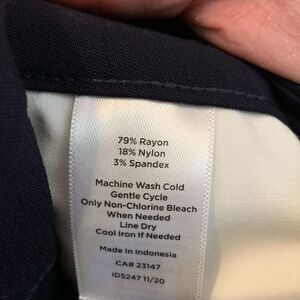 79% Rayon
18% Nylon
3% Spandex
Machine Wash Cold
Gentle Cycle
Only Non-Chlorine Bleach
When Needed
Line Dry
Cool Iron If Needed
Made In Indonesia
CA# 23147
ID5247 11/20